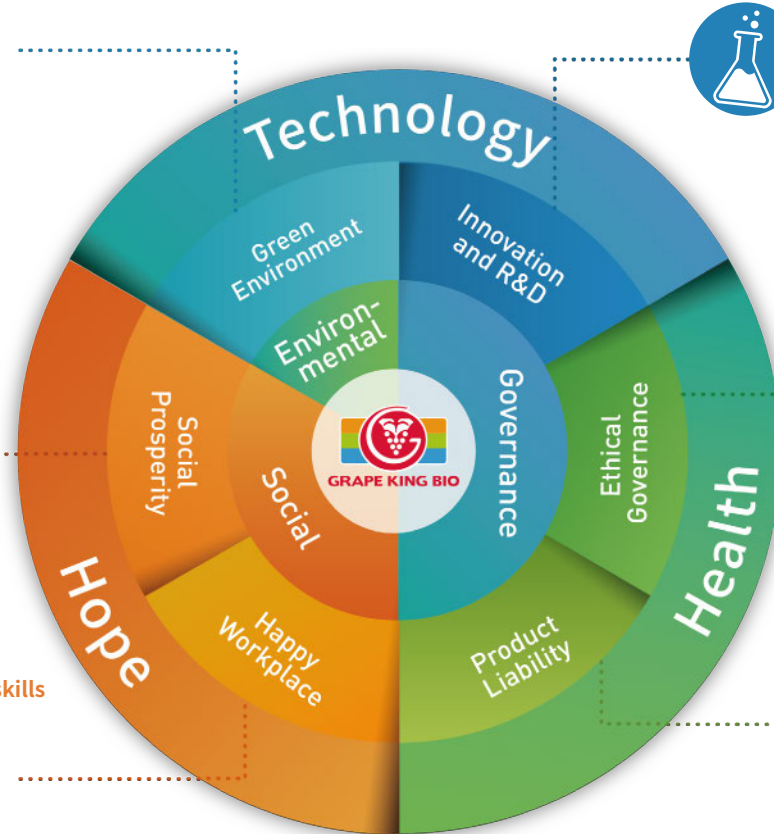 Technology
Green
Environment
Innovation
and R&D
Environ-
mental
Governance
Social
Prosperity
Social
GRAPE KING BIO
Ethical
Governance
Health
Hope
Happy
Workplace
Product
Liability
skills